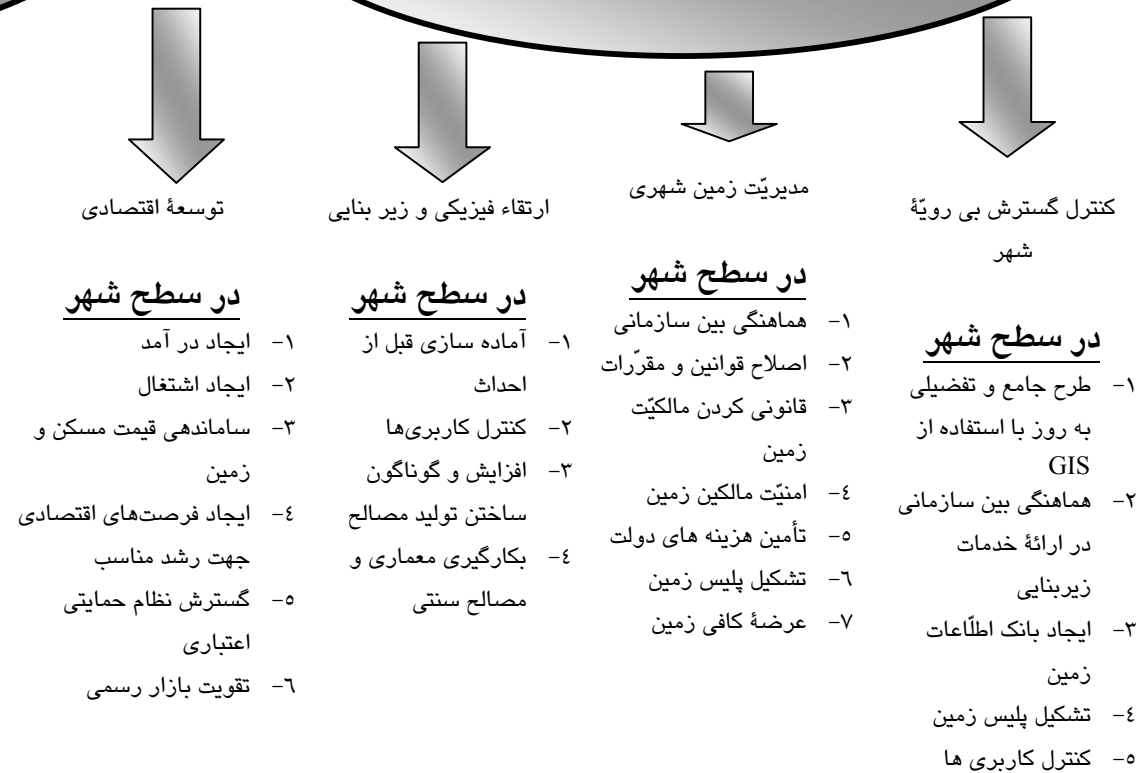 کنترل گسترش بی رویّهٔ
شهر
در سطح شهر
۱- طرح جامع و تفضیلی
به روز با استفاده از
GIS
۲- هماهنگی بین سازمانی
در ارائهٔ خدمات
زیربنایی
۳- ایجاد بانک اطلّاعات
زمین
٤- تشکیل پلیس زمین
٥- کنترل کاربری ها
مدیریّت زمین شهری
در سطح شهر
۱- هماهنگی بین سازمانی
۲- اصلاح قوانین و مقرّرات
۳- قانونی کردن مالکیّت
زمین
٤- امنیّت مالکین زمین
٥- تأمین هزینه های دولت
٦- تشکیل پلیس زمین
۷- عرضهٔ کافی زمین
ارتقاء فیزیکی و زیر بنایی
در سطح شهر
۱- آماده سازی قبل از
احداث
۲- کنترل کاربری‌ها
۳- افزایش و گوناگون
ساختن تولید مصالح
٤- بکارگیری معماری و
مصالح سنتی
توسعهٔ اقتصادی
در سطح شهر
۱- ایجاد در آمد
۲- ایجاد اشتغال
۳- ساماندهی قیمت مسکن و
زمین
٤- ایجاد فرصت‌های اقتصادی
جهت رشد مناسب
٥- گسترش نظام حمایتی
اعتباری
٦- تقویت بازار رسمی